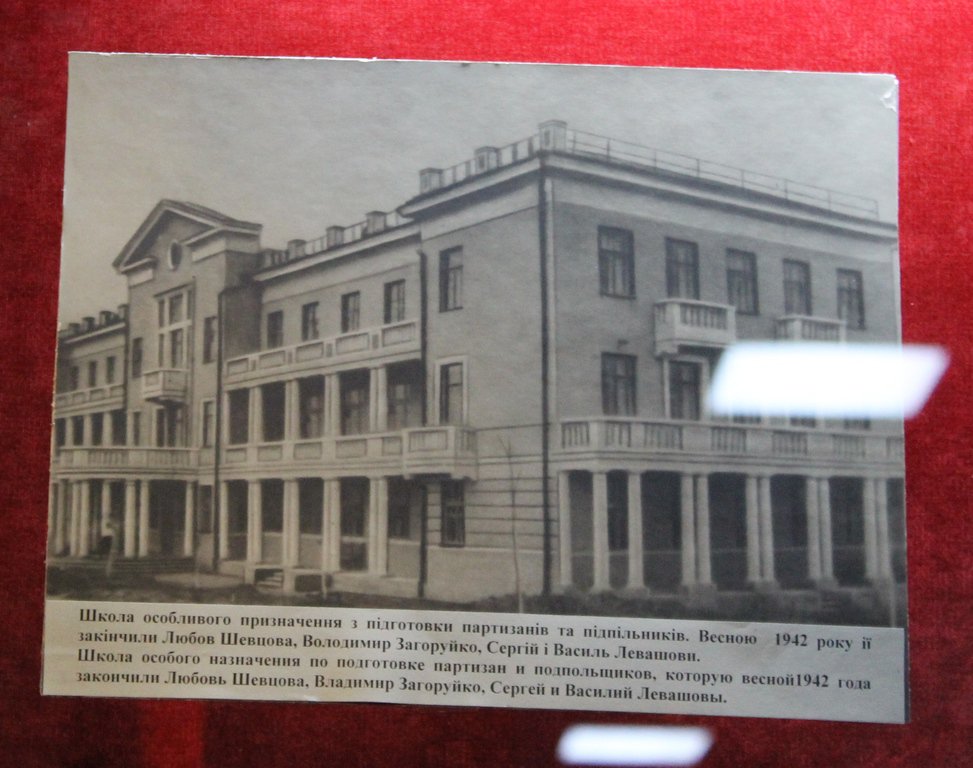 Школа особливого призначення з підготовки партизанів та підпільників. Весною 1942 року її
закінчили Любов Шевцова, Володимир Загоруйко, Сергій і Василь Левашови.
Школа особого назначения по подготовке партизан и подпольщиков, которую весной1942 года
закончили Любовь Шевцова, Владимир Загоруйко, Сергей и Василий Левашовы.